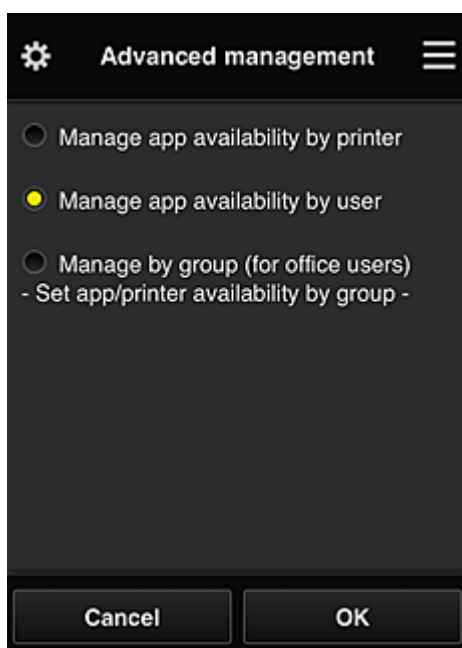 Advanced management
Manage app availability by printer
Manage app availability by user
Manage by group (for office users)
- Set app/printer availability by group -
Cancel
OK